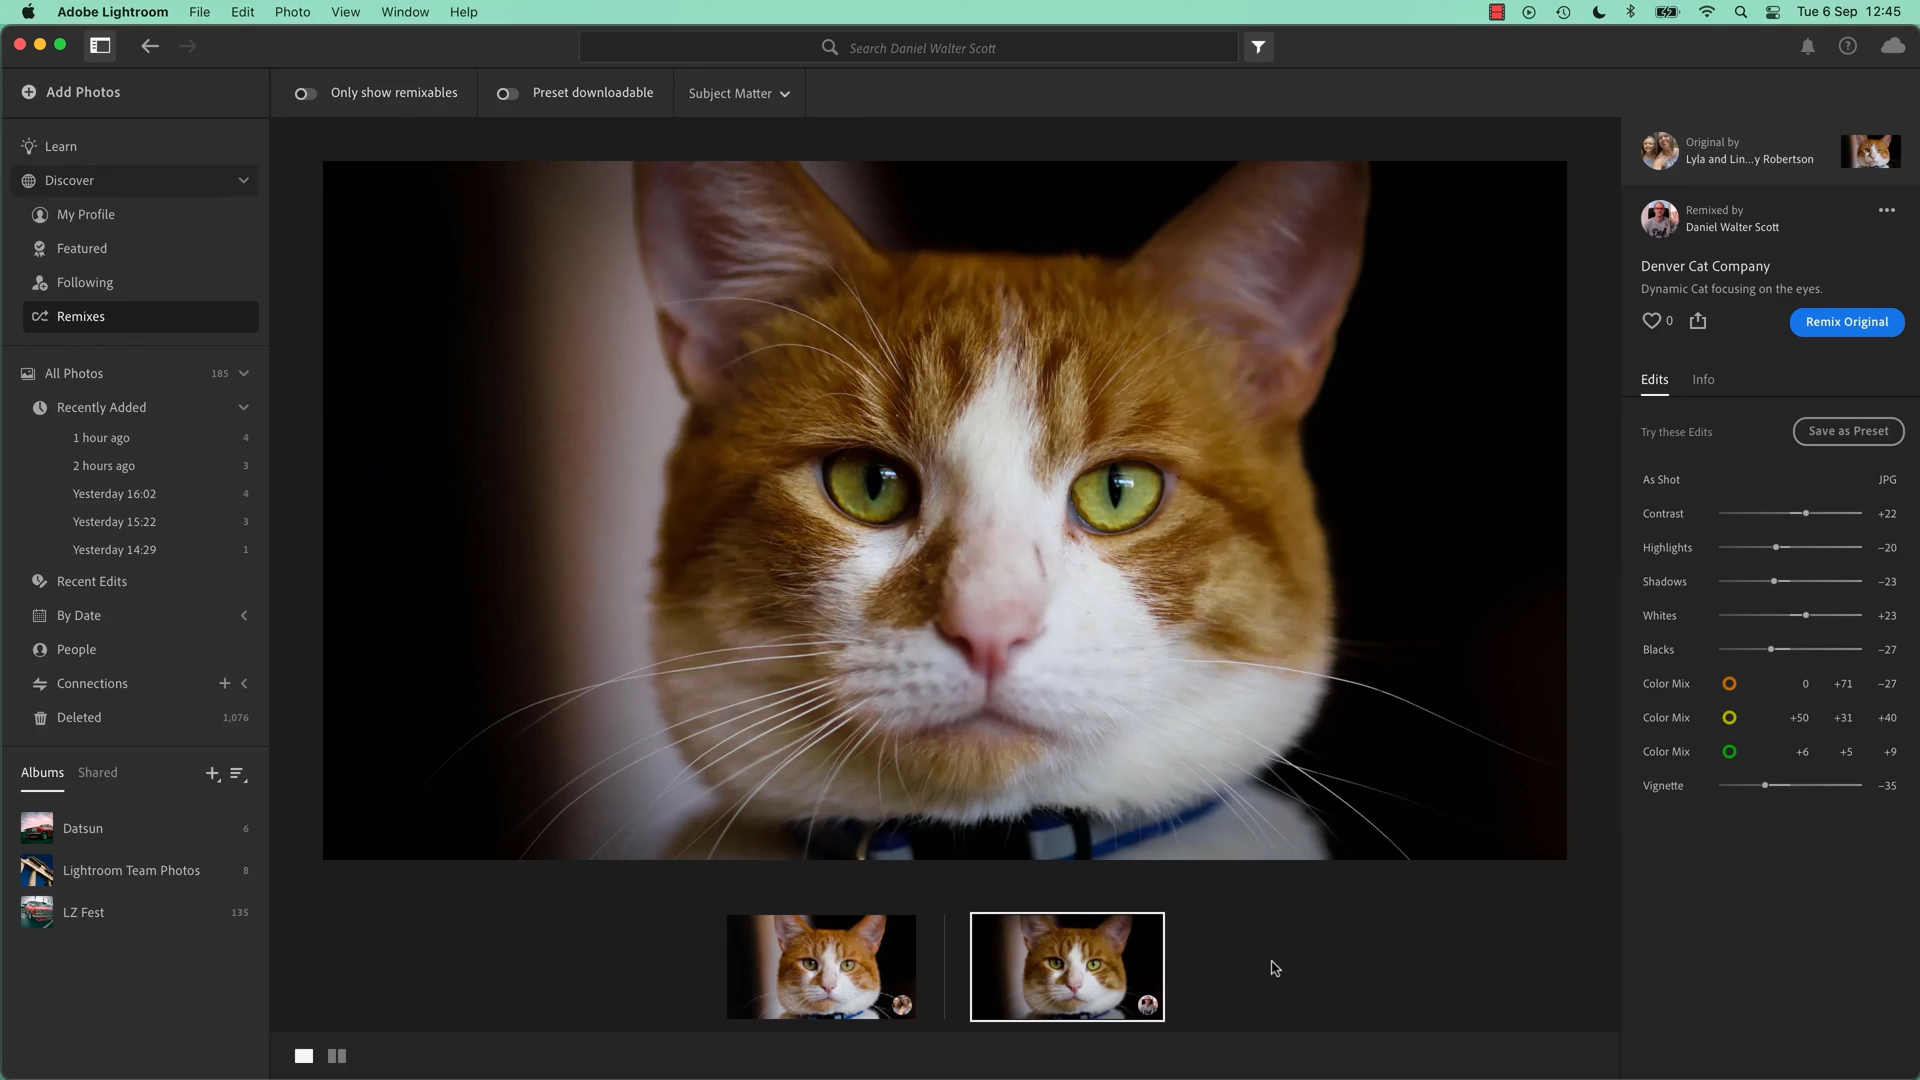 Adobe Lightroom File Edit Photo View Window Help Tue 6 Sep 12:45
Search Daniel Walter Scott
Add Photos
Only show remixables Preset downloadable Subject Matter
Learn
Discover
My Profile
Featured
Following
Remixes
All Photos 185
Recently Added
1 hour ago 4
2 hours ago 3
Yesterday 16:02 4
Yesterday 15:22 3
Yesterday 14:29 1
Recent Edits
By Date
People
Connections
Deleted 1,076
Albums Shared
Datsun 6
Lightroom Team Photos 8
LZ Fest 135
Original by
Lyla and Lin...y Robertson
Remixed by
Daniel Walter Scott
Denver Cat Company
Dynamic Cat focusing on the eyes.
0 Remix Original
Edits Info
Try these Edits Save as Preset
As Shot JPG
Contrast +22
Highlights –20
Shadows –23
Whites +23
Blacks –27
Color Mix 0 +71 –27
Color Mix +50 +31 +40
Color Mix +6 +5 +9
Vignette –35